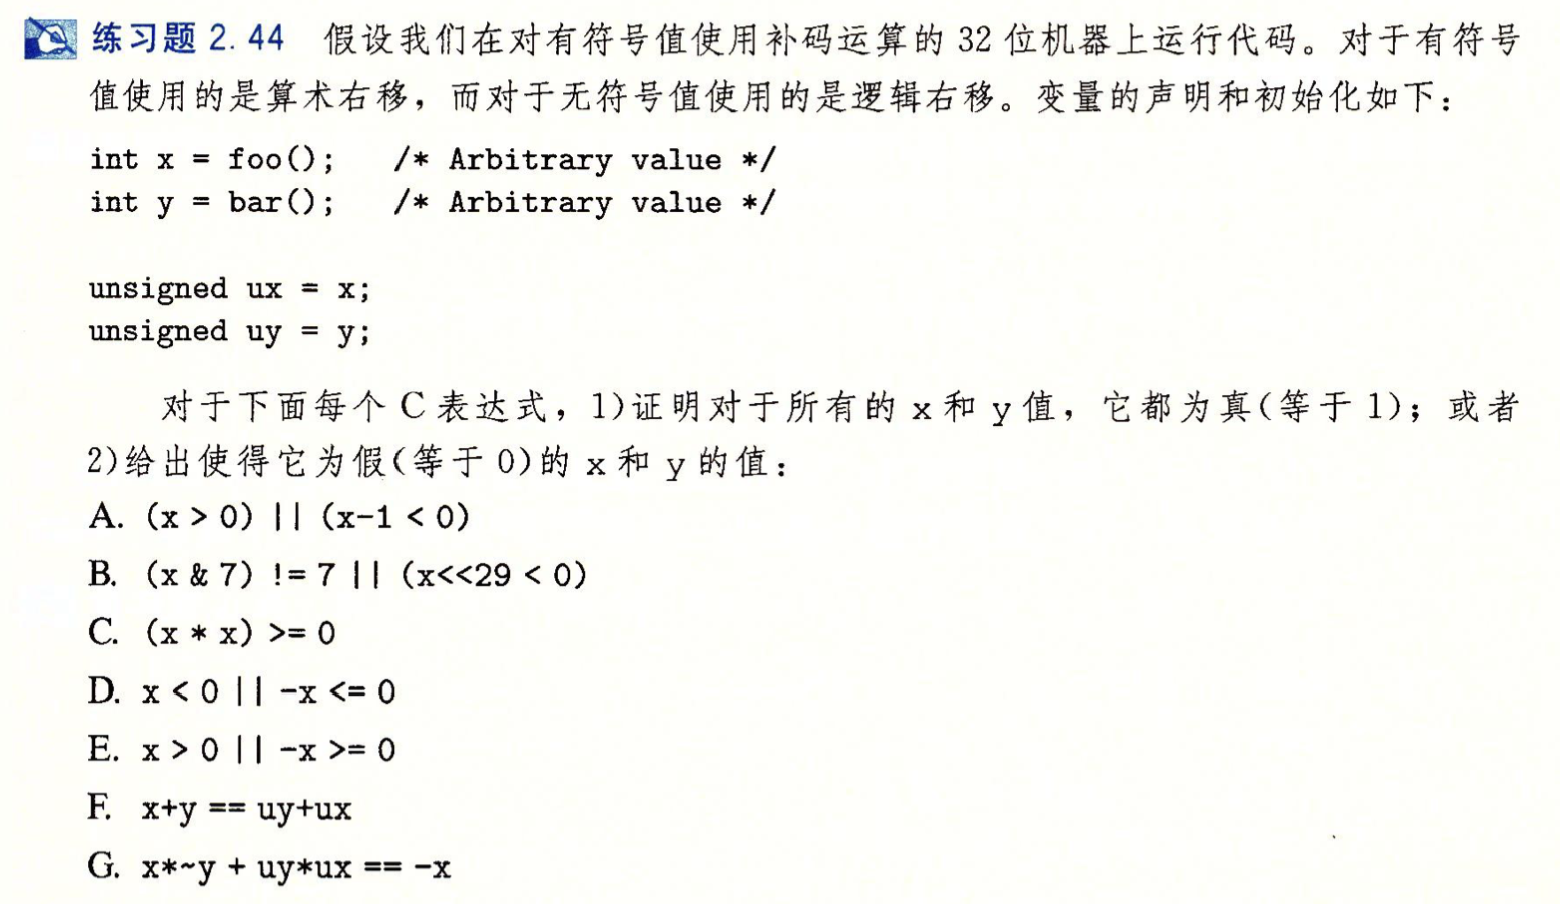 练习题 2.44 假设我们在对有符号值使用补码运算的 32 位机器上运行代码。对于有符号
值使用的是算术右移，而对于无符号值使用的是逻辑右移。变量的声明和初始化如下：
int x = foo();   /* Arbitrary value */
int y = bar();   /* Arbitrary value */
unsigned ux = x;
unsigned uy = y;
对于下面每个 C 表达式，1)证明对于所有的 x 和 y 值，它都为真(等于 1)；或者
2)给出使得它为假(等于 0)的 x 和 y 的值：
A. (x > 0) || (x-1 < 0)
B. (x & 7) != 7 || (x<<29 < 0)
C. (x * x) >= 0
D. x < 0 || -x <= 0
E. x > 0 || -x >= 0
F. x+y == uy+ux
G. x*~y + uy*ux == -x